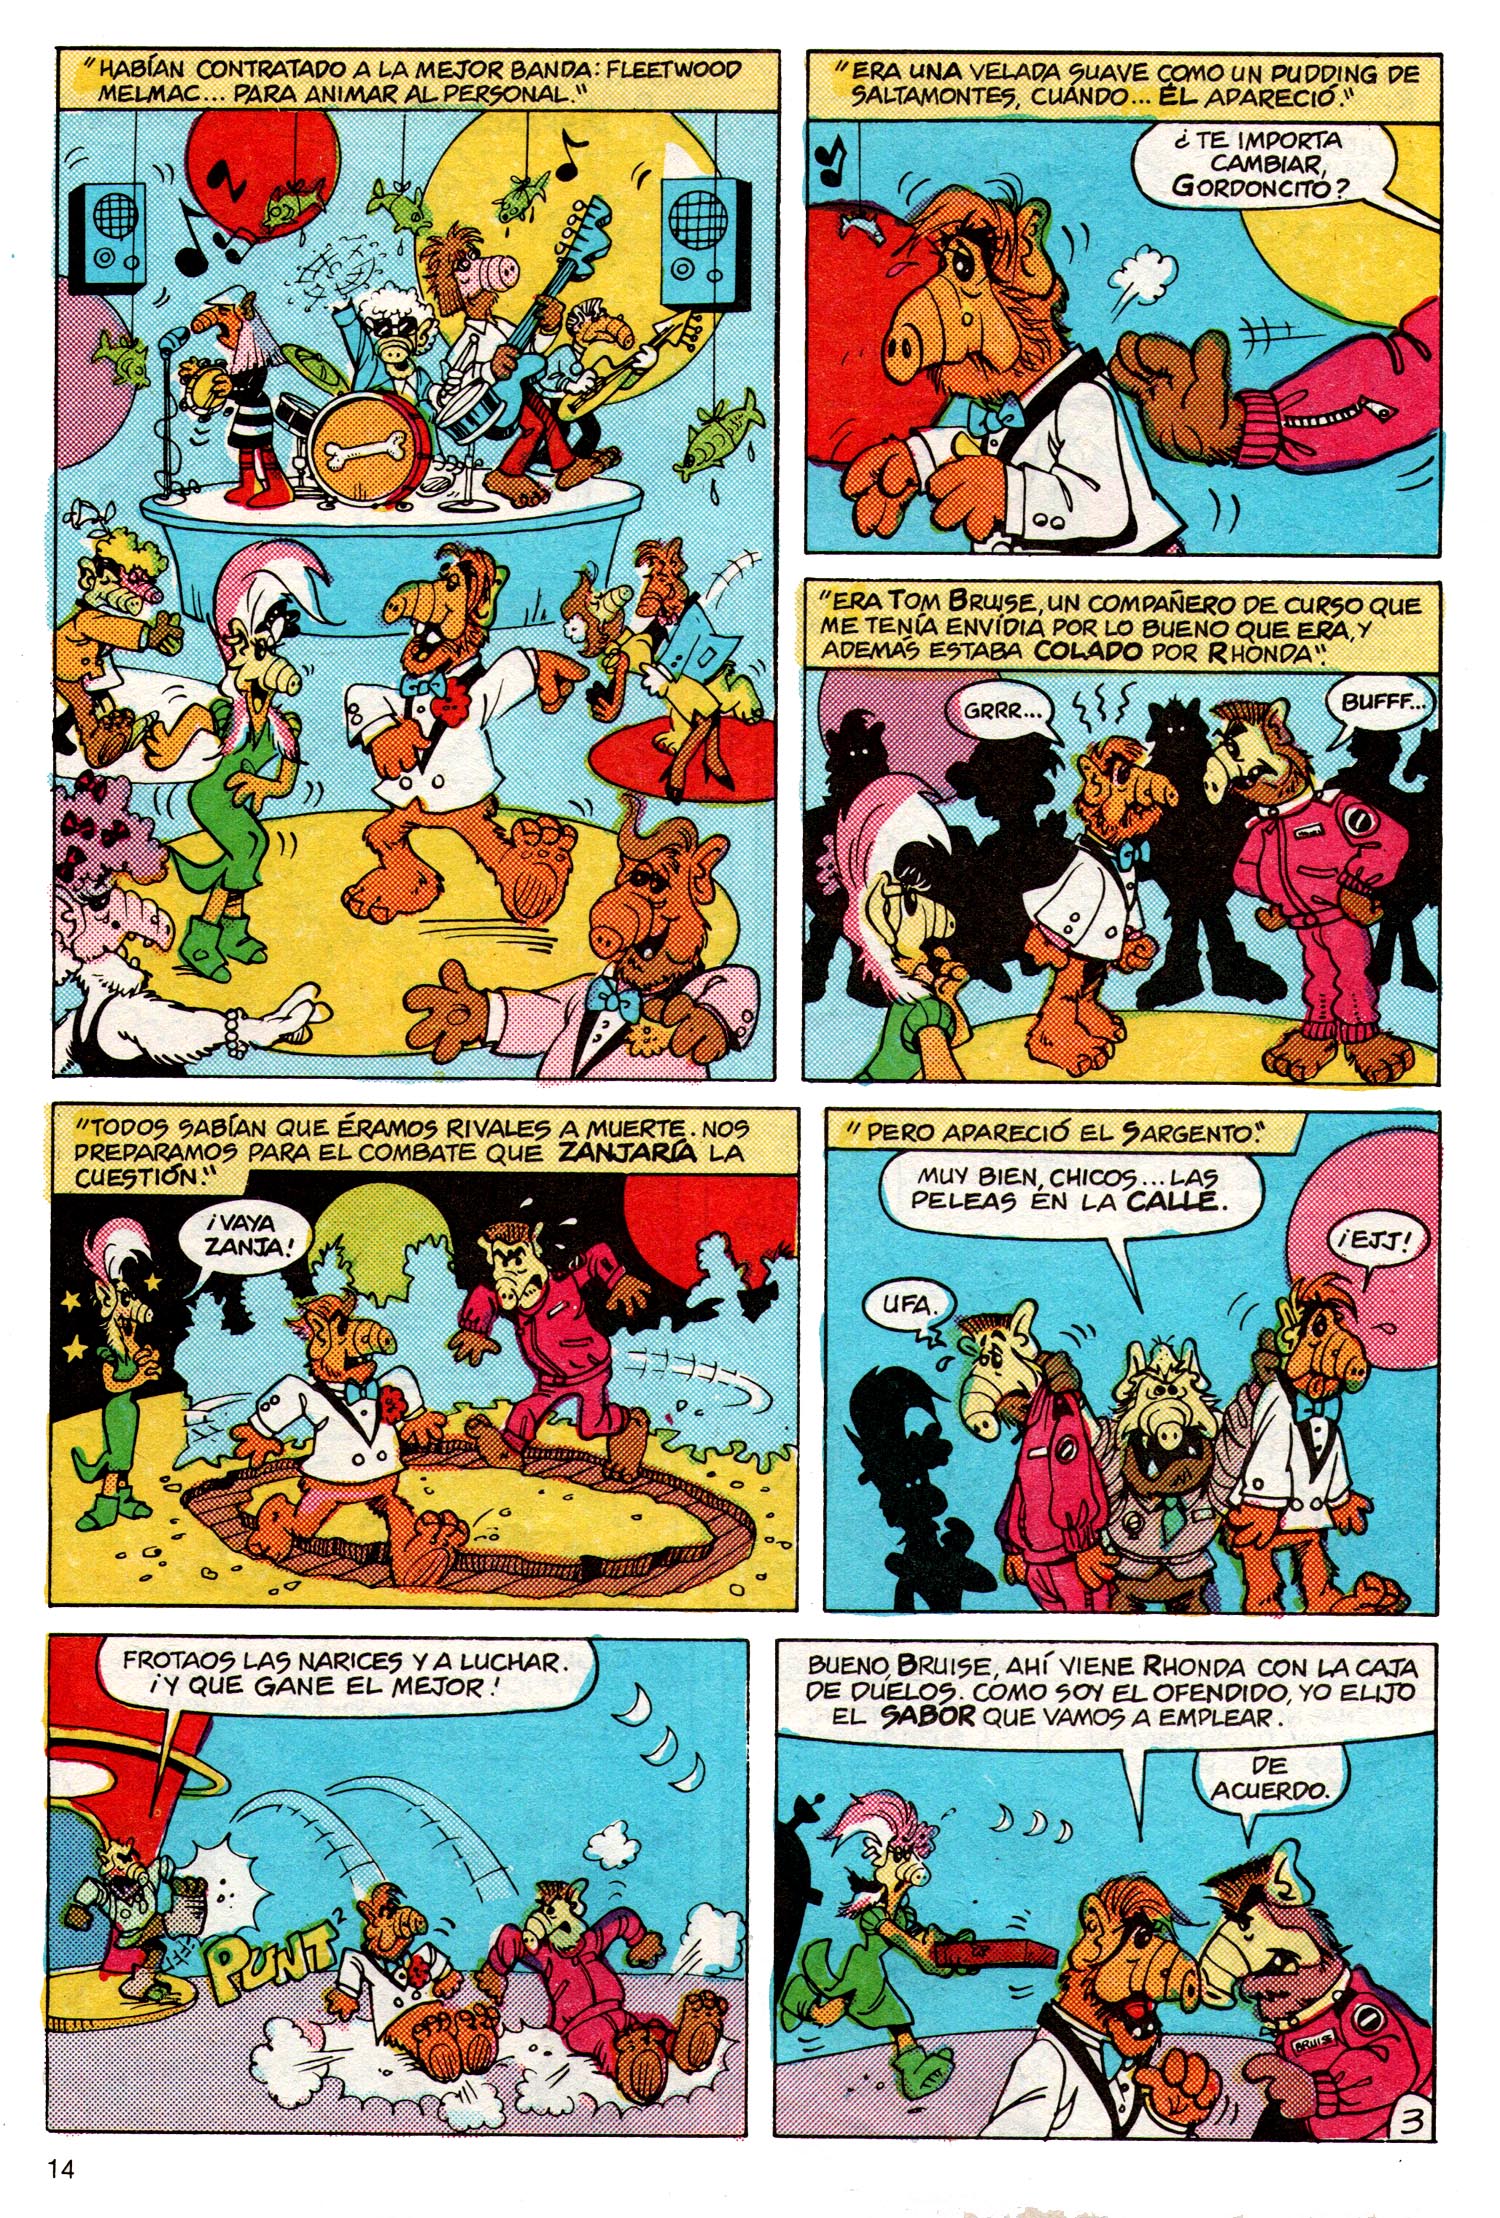 "HABÍAN CONTRATADO A LA MEJOR BANDA: FLEETWOOD
MELMAC... PARA ANIMAR AL PERSONAL."
"ERA UNA VELADA SUAVE COMO UN PUDDING DE
SALTAMONTES, CUÁNDO... ÉL APARECIÓ."
¿TE IMPORTA
CAMBIAR,
GORDONCITO?
"ERA TOM BRUISE, UN COMPAÑERO DE CURSO QUE
ME TENÍA ENVÍDIA POR LO BUENO QUE ERA, Y
ADEMÁS ESTABA COLADO POR RHONDA".
GRRR...
BUFFF...
"TODOS SABÍAN QUE ÉRAMOS RIVALES A MUERTE. NOS
PREPARAMOS PARA EL COMBATE QUE ZANJARÍA LA
CUESTIÓN."
¡VAYA
ZANJA!
"PERO APARECIÓ EL SARGENTO."
MUY BIEN, CHICOS... LAS
PELEAS EN LA CALLE.
UFA.
¡EJJ!
FROTAOS LAS NARICES Y A LUCHAR.
¡Y QUE GANE EL MEJOR!
PUNT²
BUENO, BRUISE, AHÍ VIENE RHONDA CON LA CAJA
DE DUELOS. COMO SOY EL OFENDIDO, YO ELIJO
EL SABOR QUE VAMOS A EMPLEAR.
DE
ACUERDO.
BRUISE
3
14